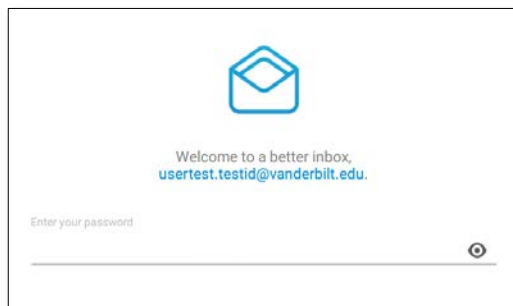 Welcome to a better inbox,
usertest.testid@vanderbilt.edu.
Enter your password